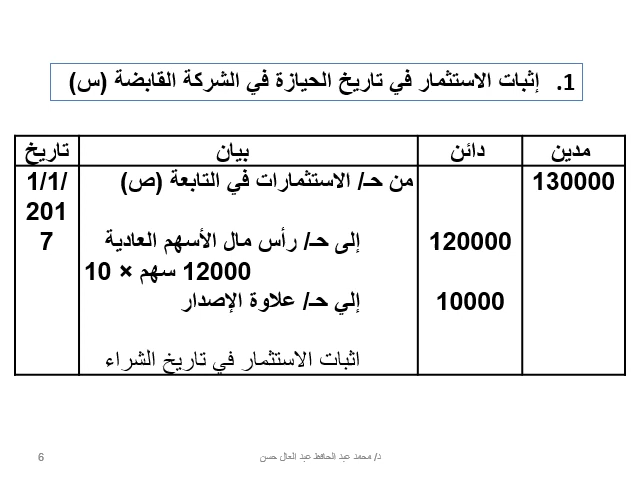 1. إثبات الاستثمار في تاريخ الحيازة في الشركة القابضة (س)
مدين دائن بيان تاريخ
130000 من حـ/ الاستثمارات في التابعة (ص) 1/1/
201
120000 إلى حـ/ رأس مال الأسهم العادية 7
12000 سهم × 10
10000 إلي حـ/ علاوة الإصدار
اثبات الاستثمار في تاريخ الشراء
د/ محمد عبد الحافظ عبد العال حسن
6